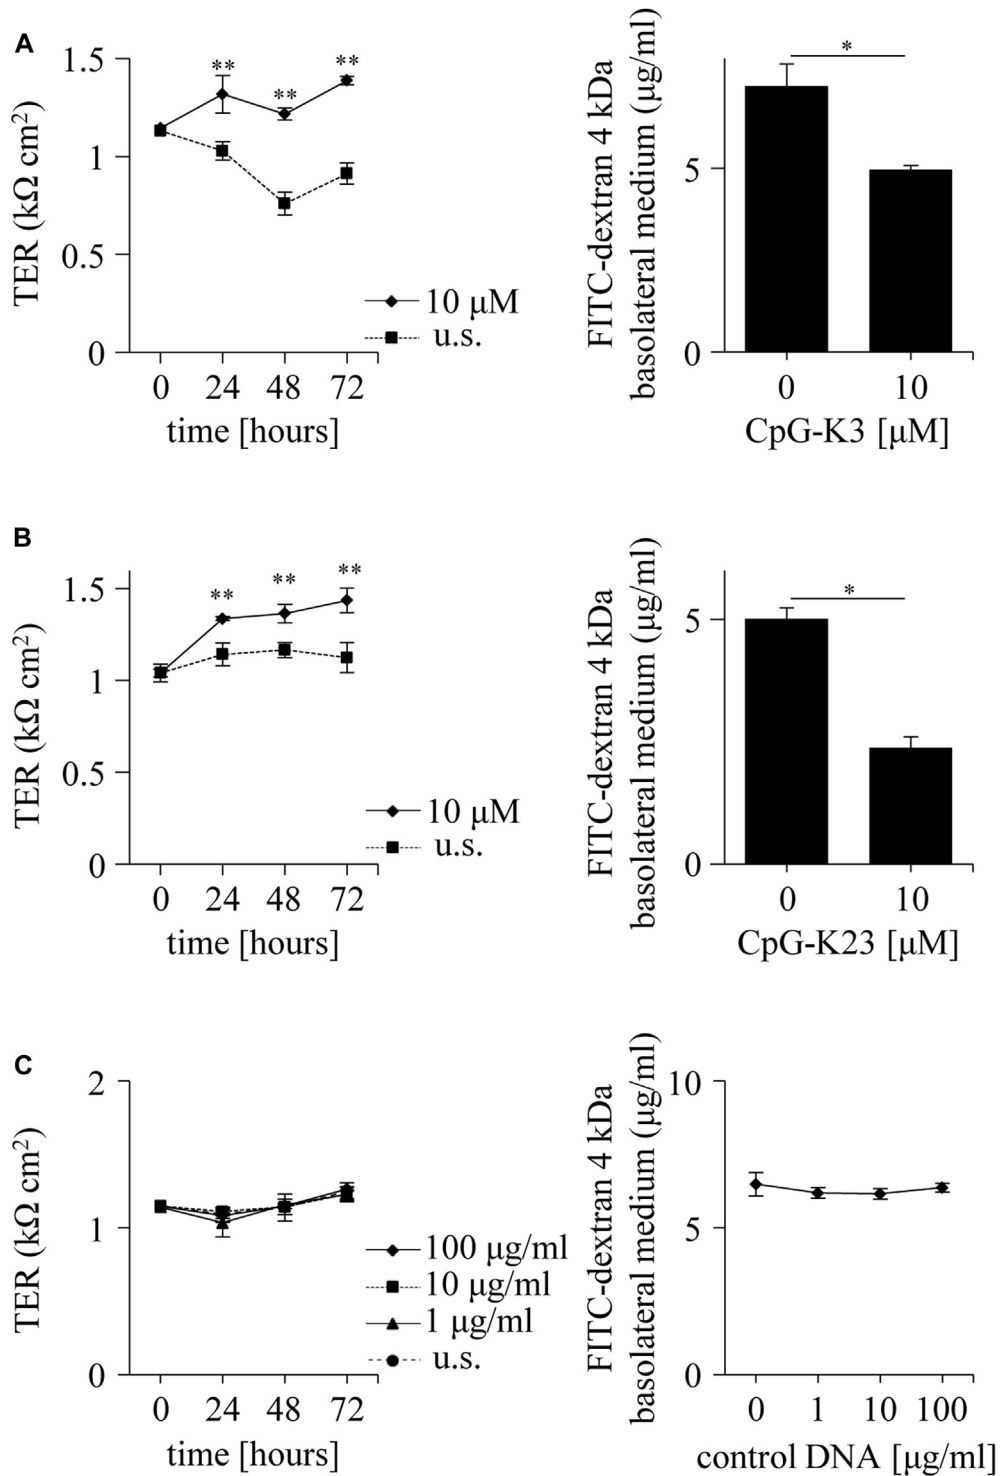 A
TER (kΩ cm²)
1.5
1
0.5
0
**
**
**
10 μM
u.s.
0 24 48 72
time [hours]
FITC-dextran 4 kDa
basolateral medium (μg/ml)
5
0
*
0 10
CpG-K3 [μM]
B
TER (kΩ cm²)
1.5
1
0.5
0
**
**
**
10 μM
u.s.
0 24 48 72
time [hours]
FITC-dextran 4 kDa
basolateral medium (μg/ml)
5
0
*
0 10
CpG-K23 [μM]
C
TER (kΩ cm²)
2
1
0
100 μg/ml
10 μg/ml
1 μg/ml
u.s.
0 24 48 72
time [hours]
FITC-dextran 4 kDa
basolateral medium (μg/ml)
10
5
0
0 1 10 100
control DNA [μg/ml]